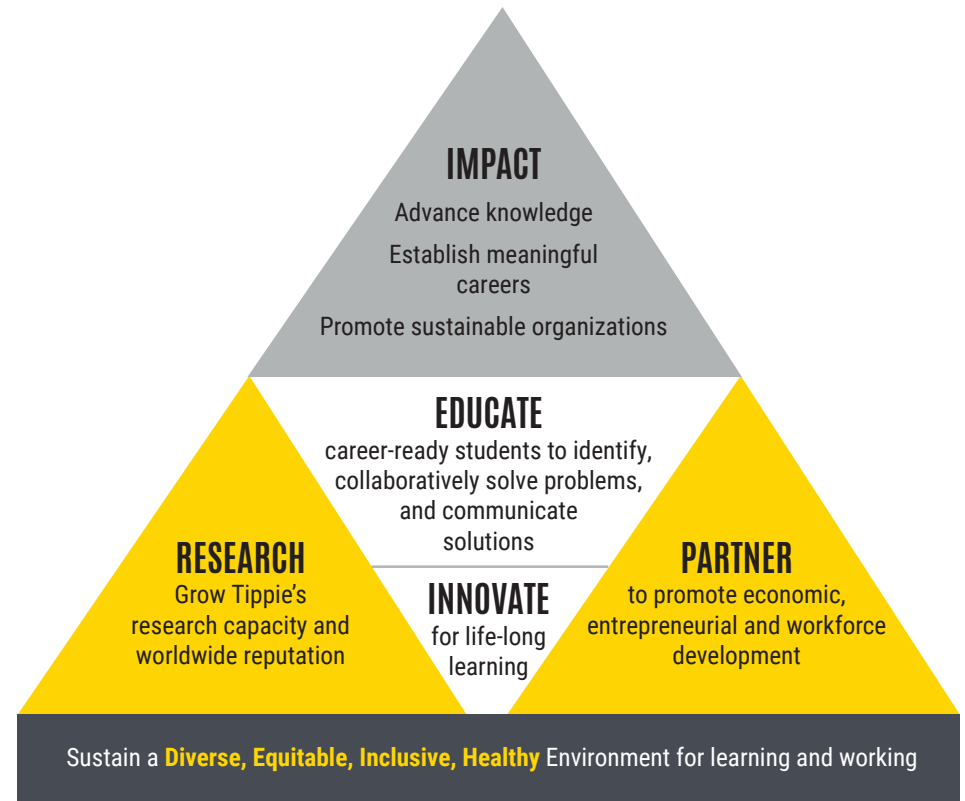 IMPACT
Advance knowledge
Establish meaningful
careers
Promote sustainable organizations
EDUCATE
career-ready students to identify,
collaboratively solve problems,
and communicate
solutions
RESEARCH
Grow Tippie’s
research capacity and
worldwide reputation
INNOVATE
for life-long
learning
PARTNER
to promote economic,
entrepreneurial and workforce
development
Sustain a Diverse, Equitable, Inclusive, Healthy Environment for learning and working